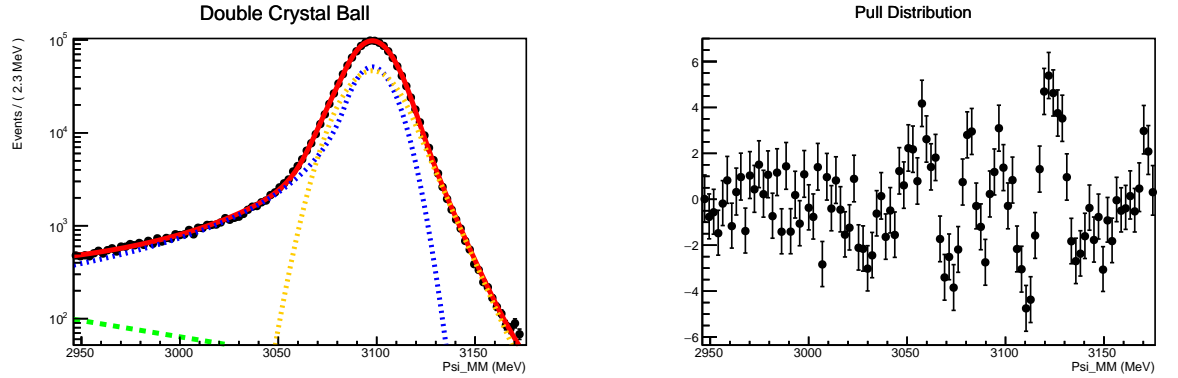 Double Crystal Ball
Events / ( 2.3 MeV )
10^5
10^4
10^3
10^2
2950 3000 3050 3100 3150
Psi_MM (MeV)
Pull Distribution
6
4
2
0
−2
−4
−6
2950 3000 3050 3100 3150
Psi_MM (MeV)